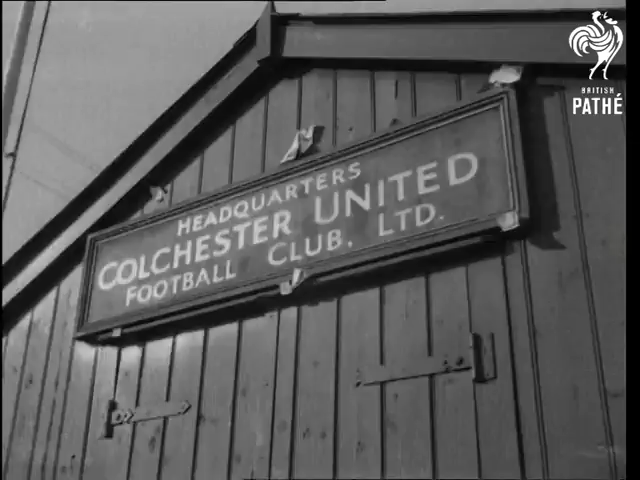 HEADQUARTERS
COLCHESTER UNITED
FOOTBALL CLUB, LTD.
BRITISH
PATHÉ